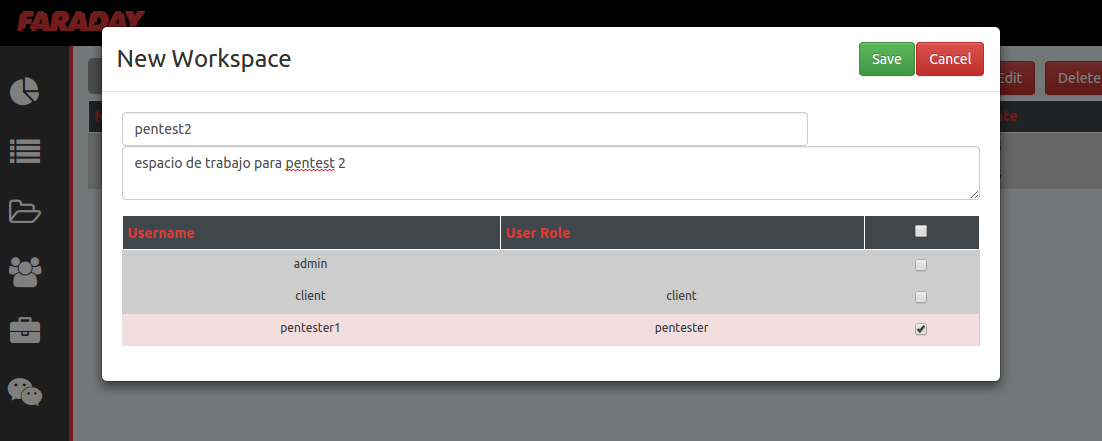 FARADAY
New Workspace
Save
Cancel
Edit
Delete
pentest2
espacio de trabajo para pentest 2
Username
User Role
admin
client
client
pentester1
pentester